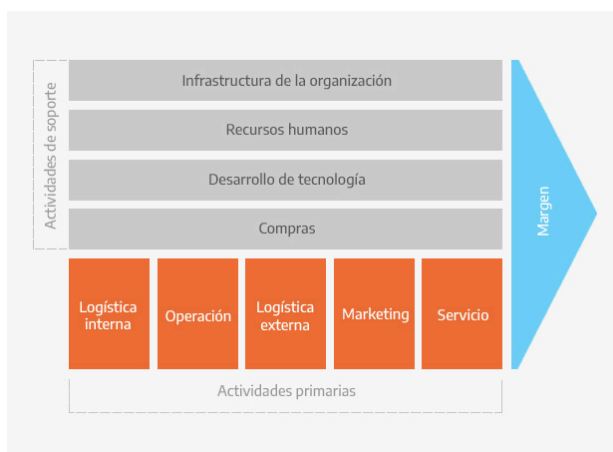 Actividades de soporte
Infrastructura de la organización
Recursos humanos
Desarrollo de tecnología
Compras
Logística
interna
Operación
Logística
externa
Marketing
Servicio
Margen
Actividades primarias